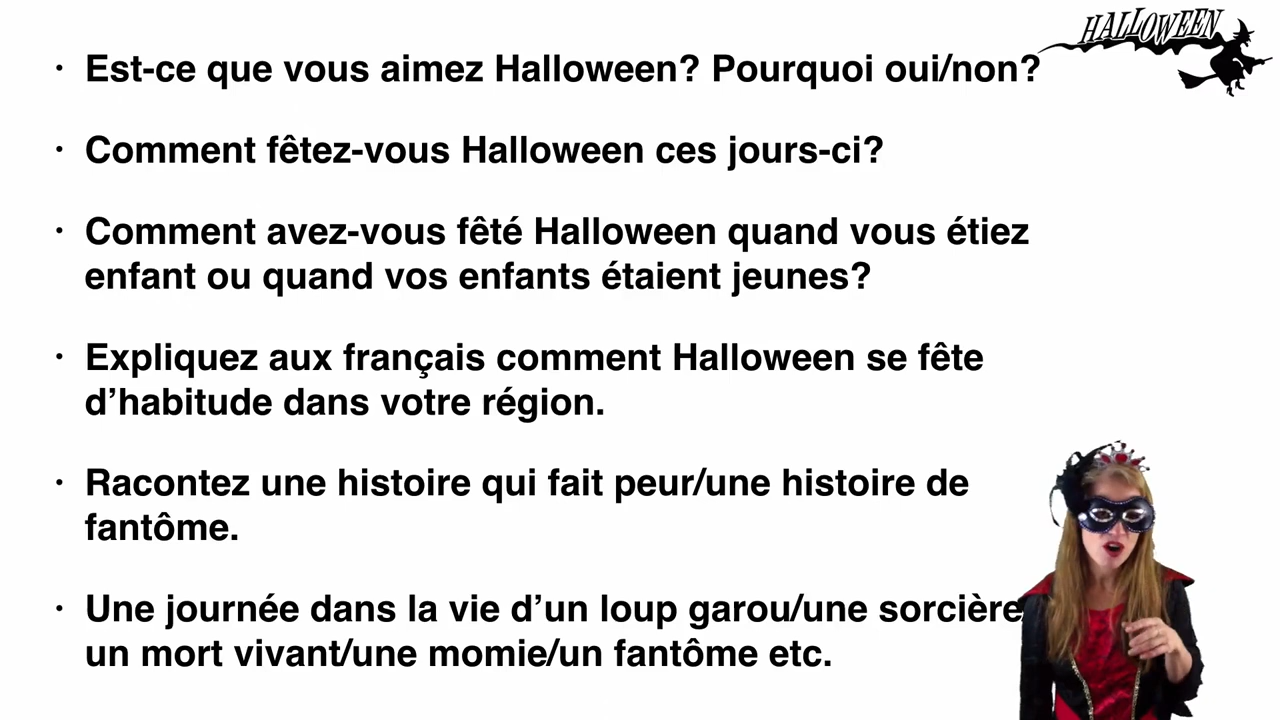 HALLOWEEN
• Est-ce que vous aimez Halloween? Pourquoi oui/non?
• Comment fêtez-vous Halloween ces jours-ci?
• Comment avez-vous fêté Halloween quand vous étiez
enfant ou quand vos enfants étaient jeunes?
• Expliquez aux français comment Halloween se fête
d’habitude dans votre région.
• Racontez une histoire qui fait peur/une histoire de
fantôme.
• Une journée dans la vie d’un loup garou/une sorcière/
un mort vivant/une momie/un fantôme etc.